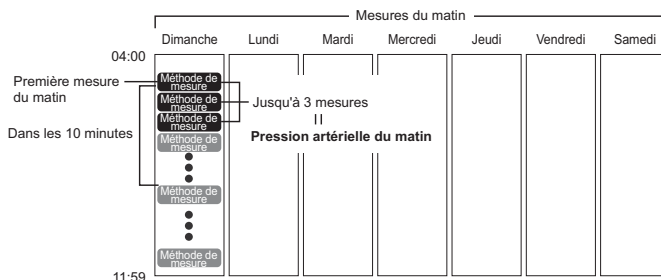 Mesures du matin
Dimanche Lundi Mardi Mercredi Jeudi Vendredi Samedi
04:00
Première mesure
du matin
Dans les 10 minutes
Méthode de
mesure
Méthode de
mesure
Méthode de
mesure
Méthode de
mesure
Méthode de
mesure
Méthode de
mesure
Jusqu'à 3 mesures
=
Pression artérielle du matin
11:59